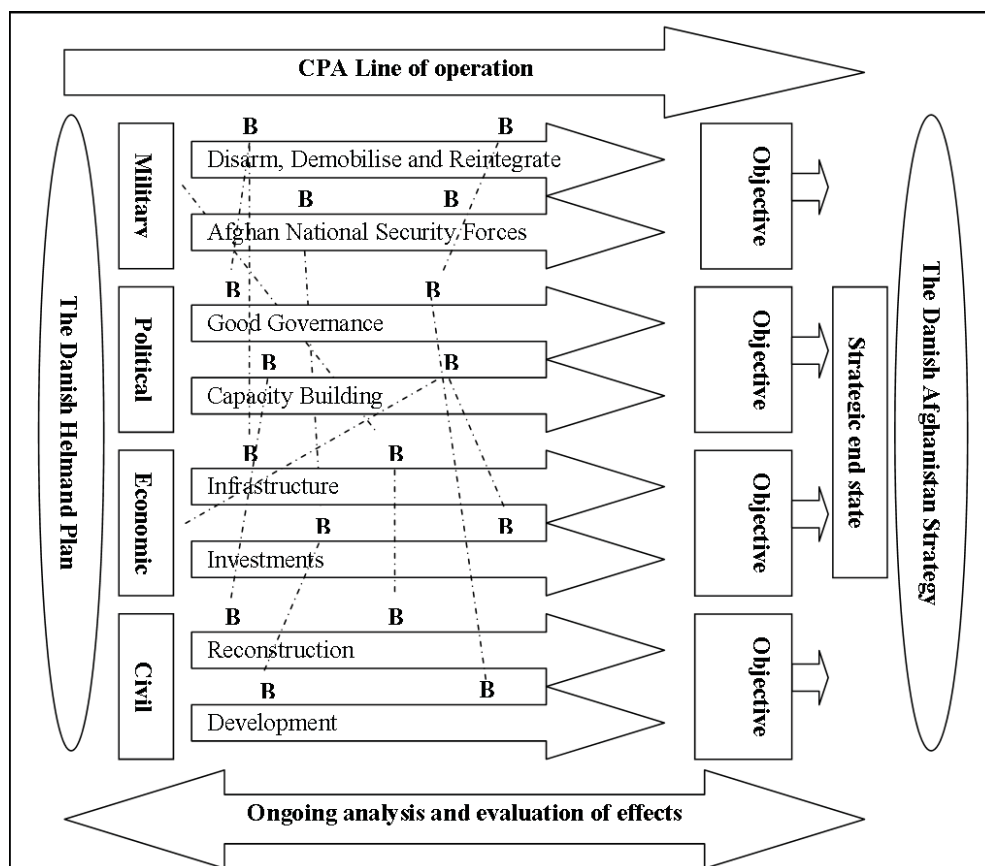 CPA Line of operation
The Danish Helmand Plan
Military
B B
Disarm, Demobilise and Reintegrate
B B
Afghan National Security Forces
Objective
Political
B B
Good Governance
B B
Capacity Building
Objective
Economic
B B
Infrastructure
B B
Investments
Objective
Civil
B B
Reconstruction
B B
Development
Objective
Strategic end state
The Danish Afghanistan Strategy
Ongoing analysis and evaluation of effects